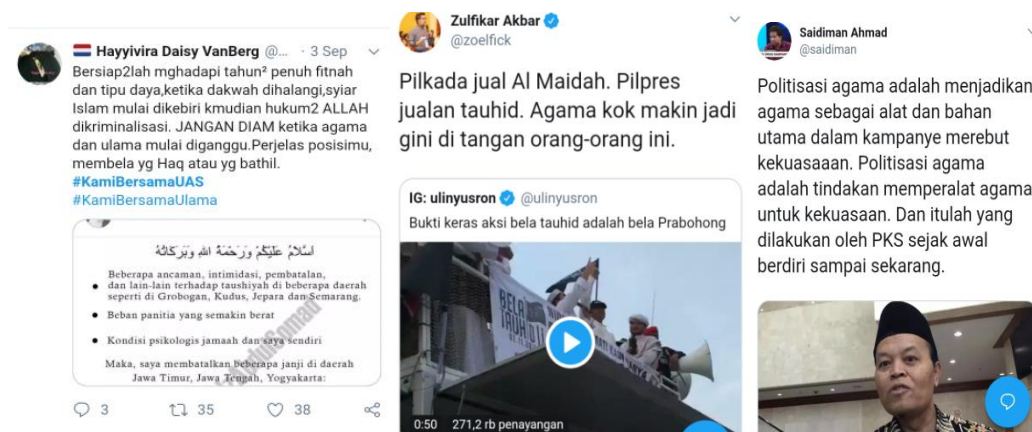 Hayyivira Daisy VanBerg @... · 3 Sep
Bersiap2lah mghadapi tahun² penuh fitnah
dan tipu daya,ketika dakwah dihalangi,syiar
Islam mulai dikebiri kmudian hukum2 ALLAH
dikriminalisasi. JANGAN DIAM ketika agama
dan ulama mulai diganggu.Perjelas posisimu,
membela yg Haq atau yg bathil.
#KamiBersamaUAS
#KamiBersamaUlama
اَلسَّلَامُ عَلَيْكُمْ وَرَحْمَةُ اللهِ وَبَرَكَاتُهُ
Beberapa ancaman, intimidasi, pembatalan,
dan lain-lain terhadap taushiyah di beberapa daerah
seperti di Grobogan, Kudus, Jepara dan Semarang.
Beban panitia yang semakin berat
Kondisi psikologis jamaah dan saya sendiri
Maka, saya membatalkan beberapa janji di daerah
Jawa Timur, Jawa Tengah, Yogyakarta:
3 35 38
Zulfikar Akbar
@zoelfick
Pilkada jual Al Maidah. Pilpres
jualan tauhid. Agama kok makin jadi
gini di tangan orang-orang ini.
IG: ulinyusron @ulinyusron
Bukti keras aksi bela tauhid adalah bela Prabohong
BELA
TAUHID
0:50 271,2 rb penayangan
Saidiman Ahmad
@saidiman
Politisasi agama adalah menjadikan
agama sebagai alat dan bahan
utama dalam kampanye merebut
kekuasaaan. Politisasi agama
adalah tindakan memperalat agama
untuk kekuasaan. Dan itulah yang
dilakukan oleh PKS sejak awal
berdiri sampai sekarang.